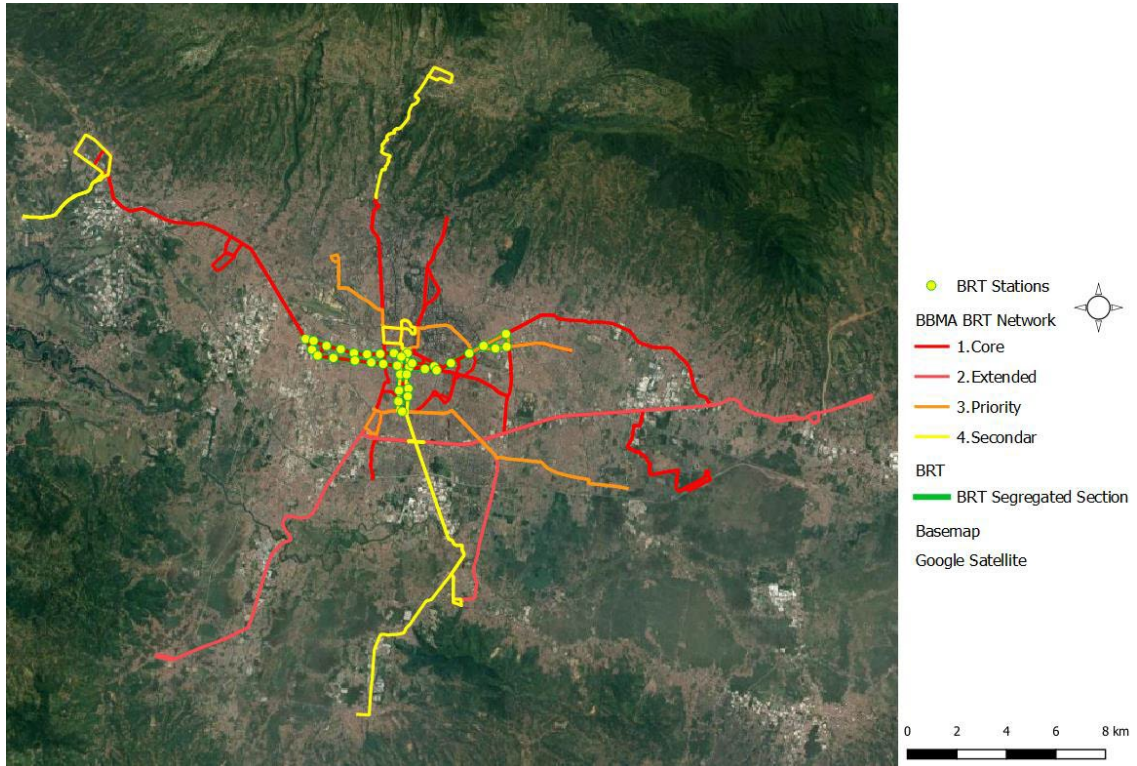 BRT Stations
BBMA BRT Network
1.Core
2.Extended
3.Priority
4.Secondar
BRT
BRT Segregated Section
Basemap
Google Satellite
0 2 4 6 8 km